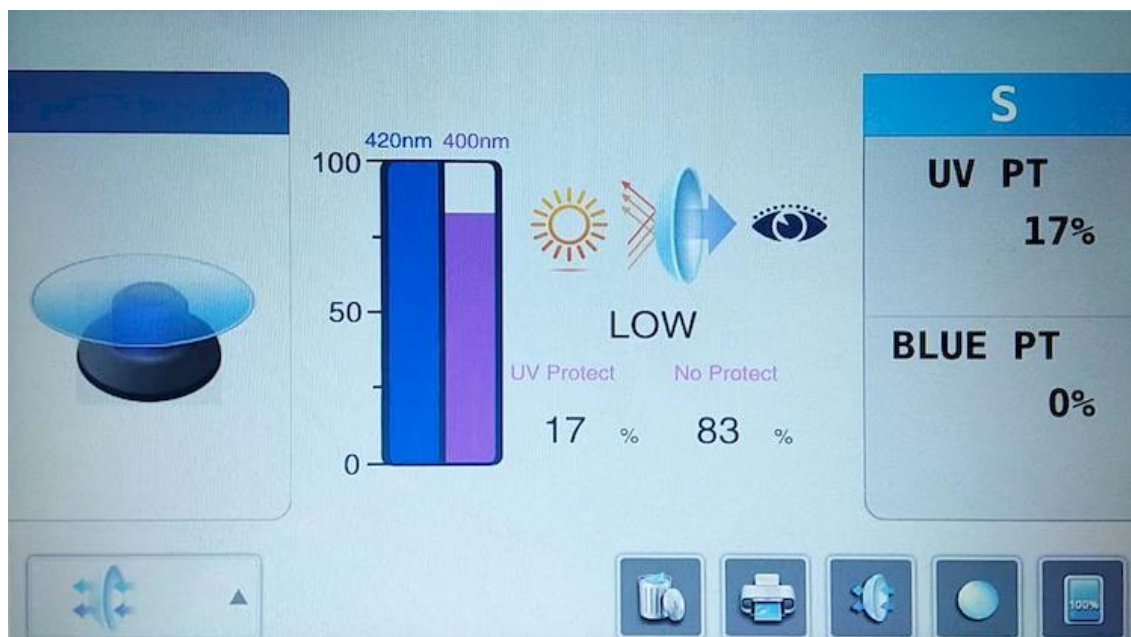 420nm 400nm
100
50
0
LOW
UV Protect No Protect
17 % 83 %
S
UV PT
17%
BLUE PT
0%
100%